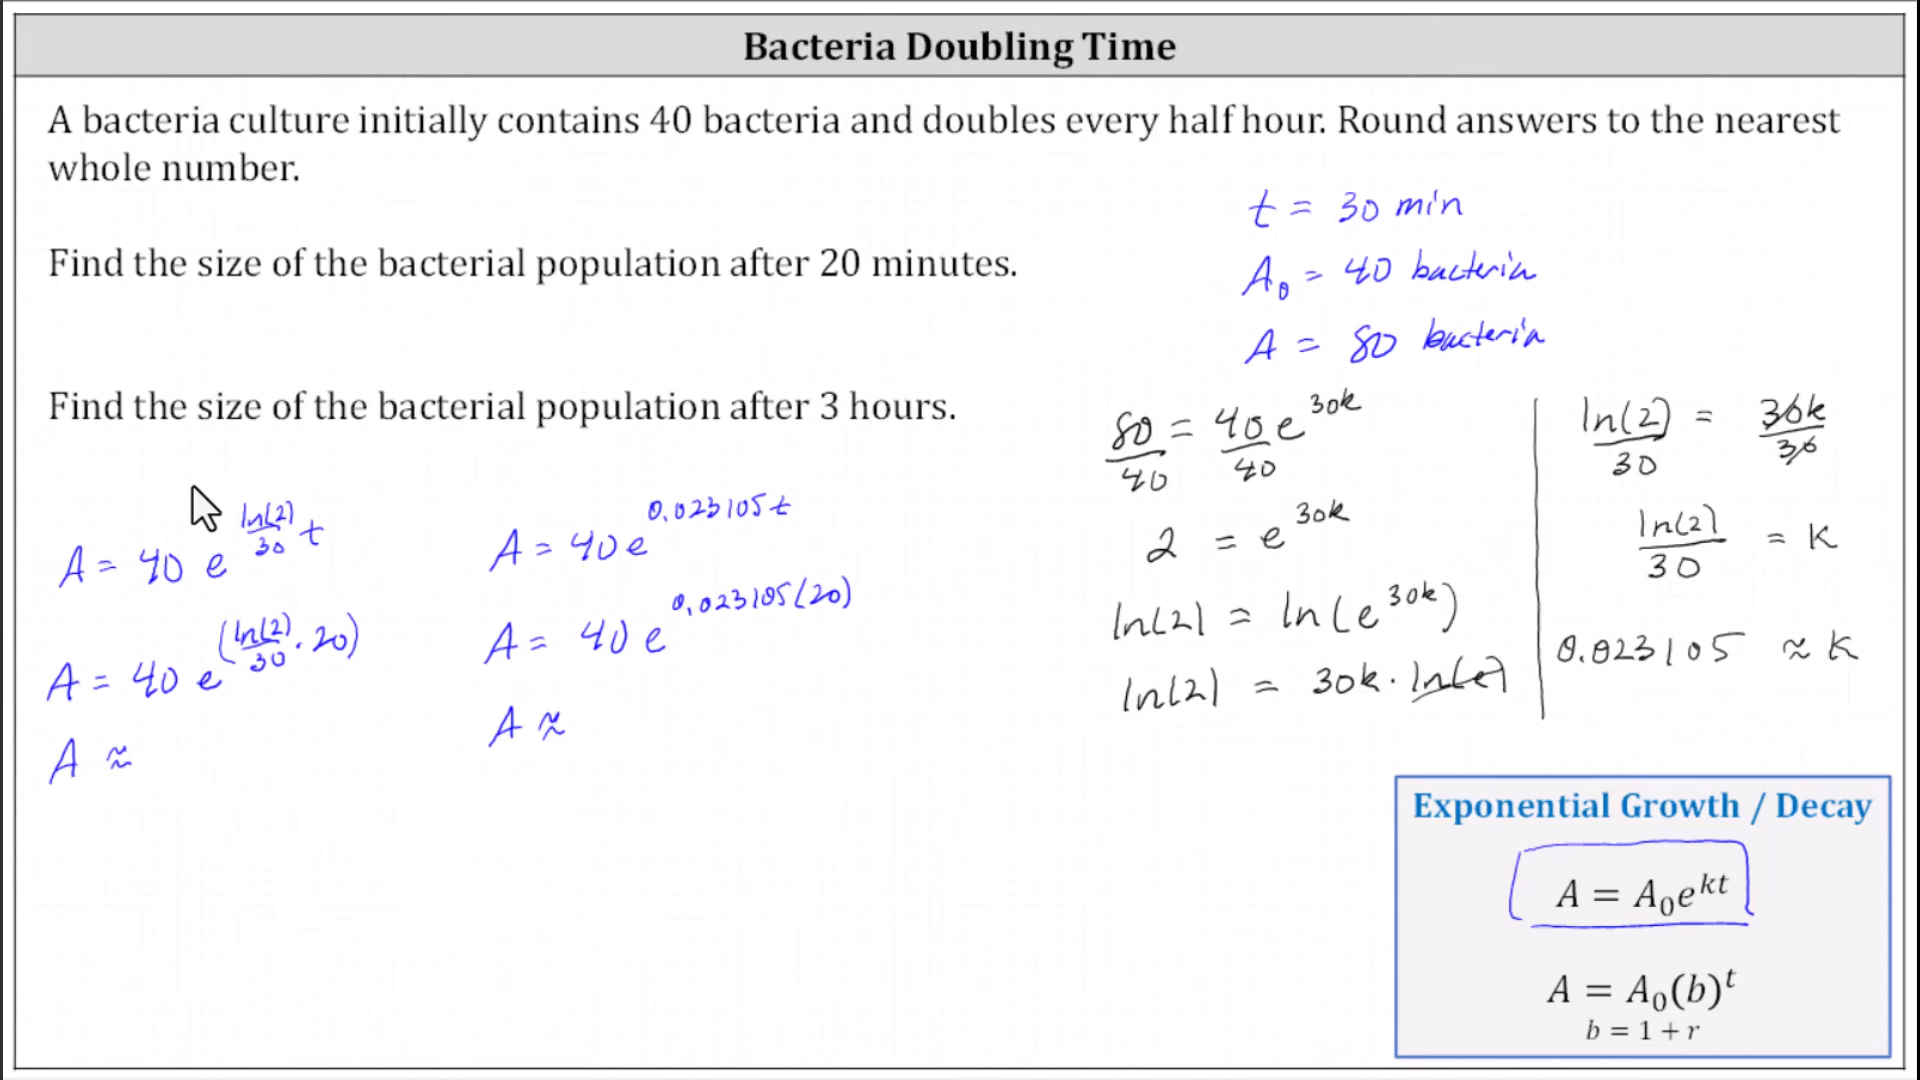 Bacteria Doubling Time
A bacteria culture initially contains 40 bacteria and doubles every half hour. Round answers to the nearest
whole number.
t = 30 min
Find the size of the bacterial population after 20 minutes.
A₀ = 40 bacteria
A = 80 bacteria
Find the size of the bacterial population after 3 hours.
A = 40 e^(ln(2)/30 t)
A = 40 e^((ln(2)/30 · 20))
A ≈
A = 40e^(0.023105t)
A = 40e^(0.023105(20))
A ≈
80/40 = 40e^(30k)/40
2 = e^(30k)
ln(2) = ln(e^(30k))
ln(2) = 30k · ln(e)
ln(2)/30 = 30k/30
ln(2)/30 = k
0.023105 ≈ k
Exponential Growth / Decay
A = A₀e^(kt)
A = A₀(b)^t
b = 1 + r